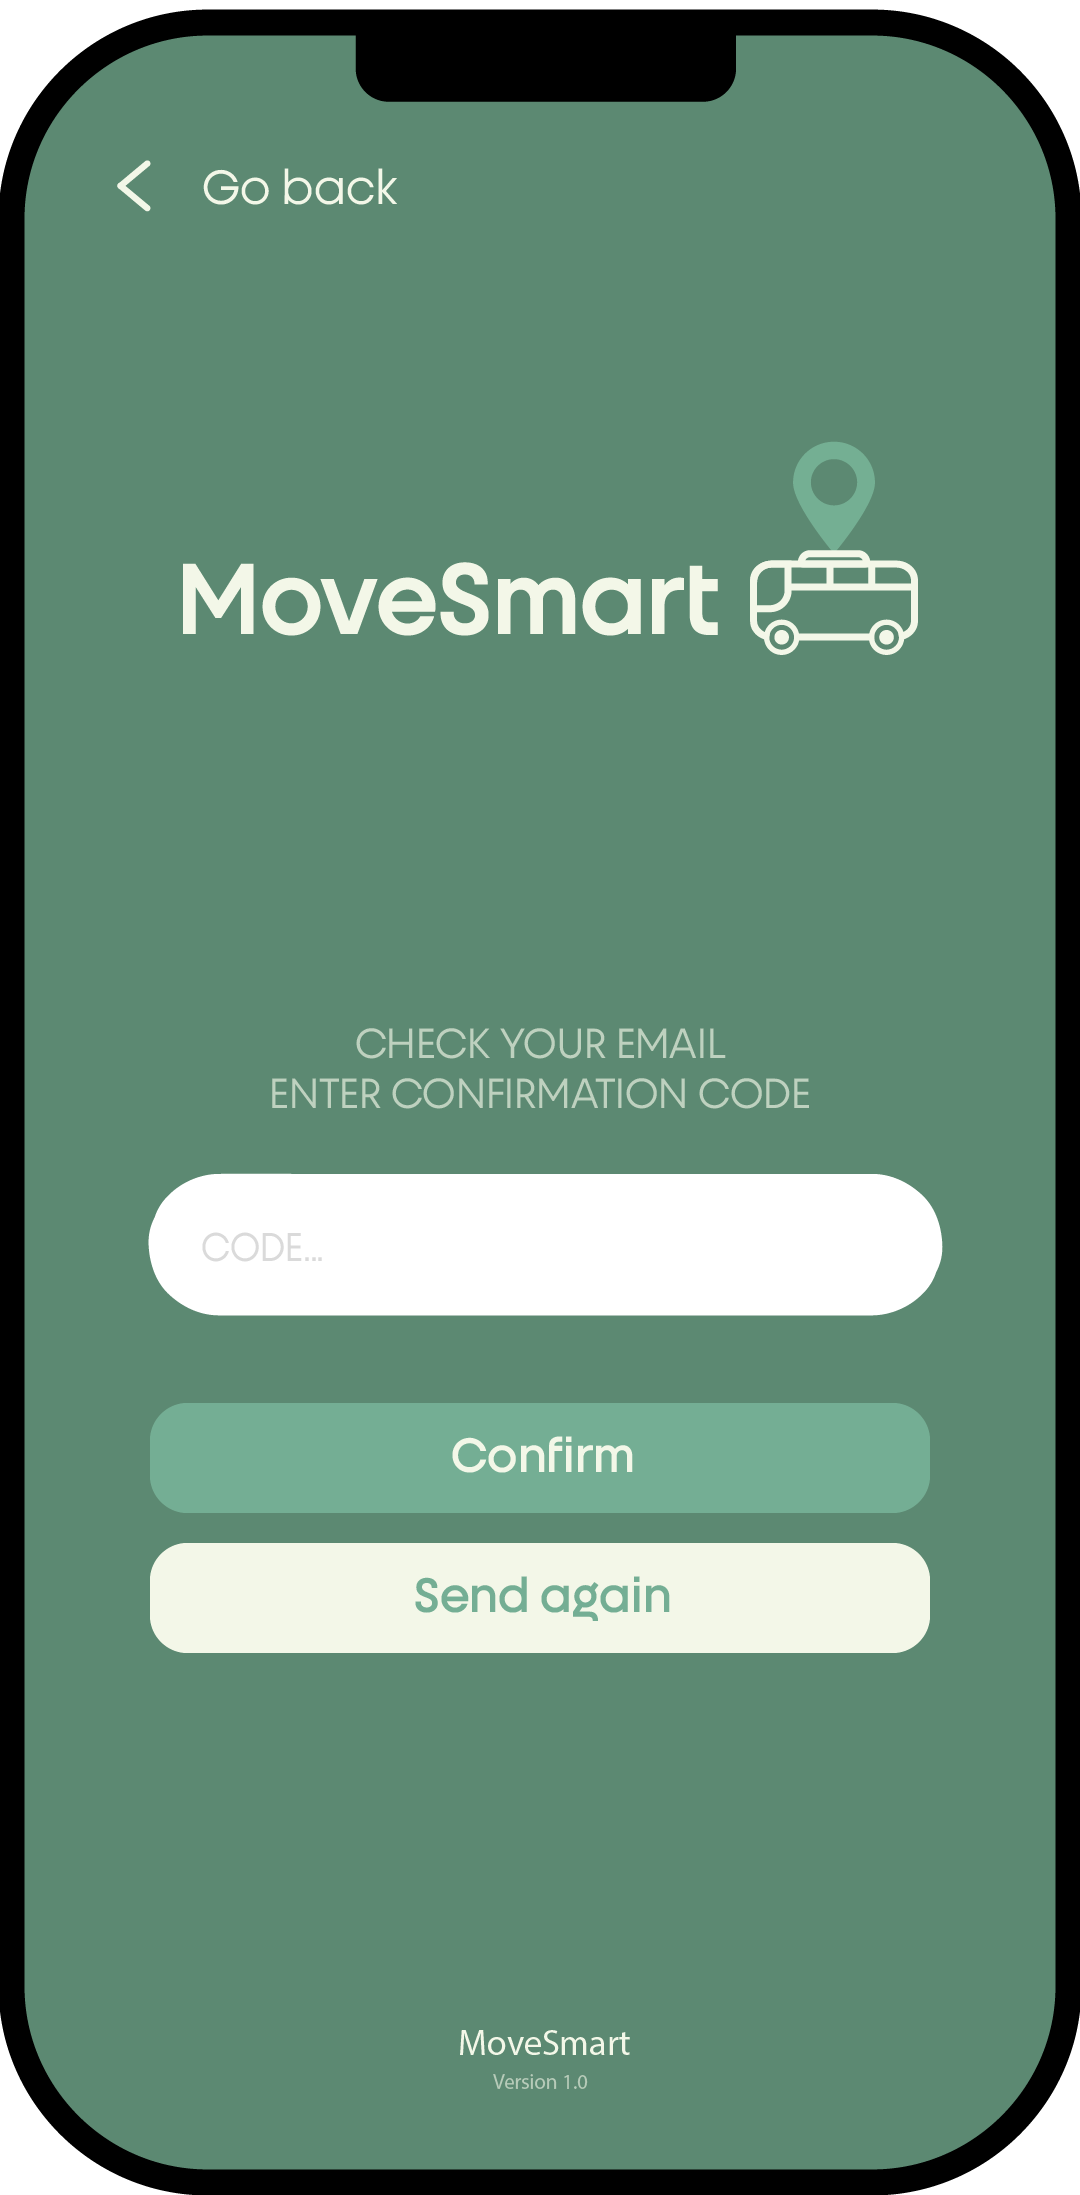 Go back
MoveSmart
CHECK YOUR EMAIL
ENTER CONFIRMATION CODE
CODE...
Confirm
Send again
MoveSmart
Version 1.0